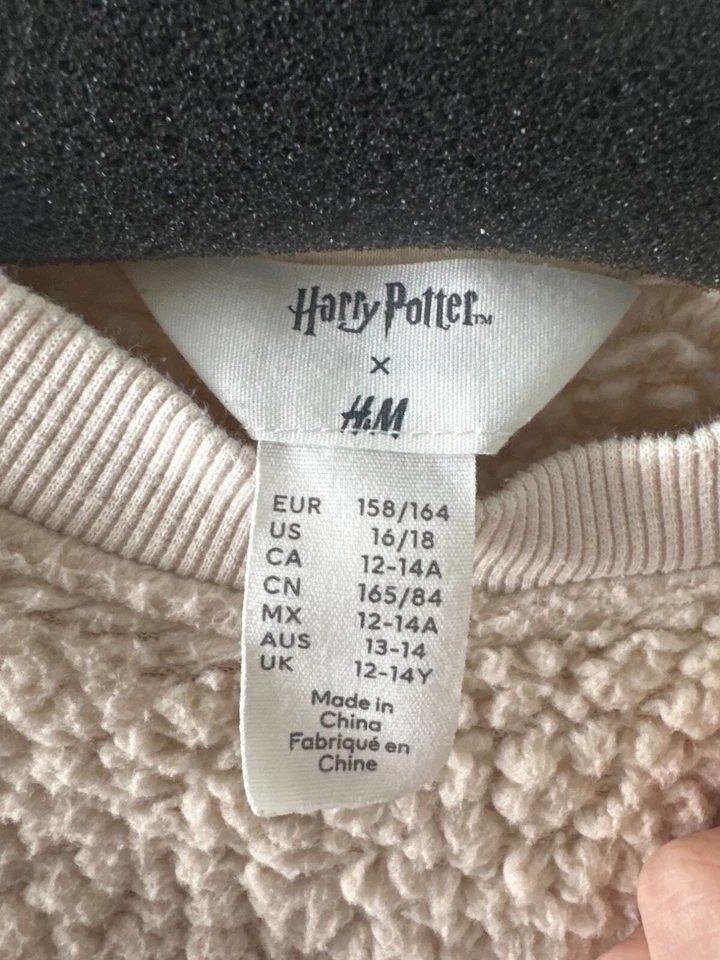 Harry Potter™
×
H&M
EUR 158/164
US 16/18
CA 12-14A
CN 165/84
MX 12-14A
AUS 13-14
UK 12-14Y
Made in
China
Fabriqué en
Chine